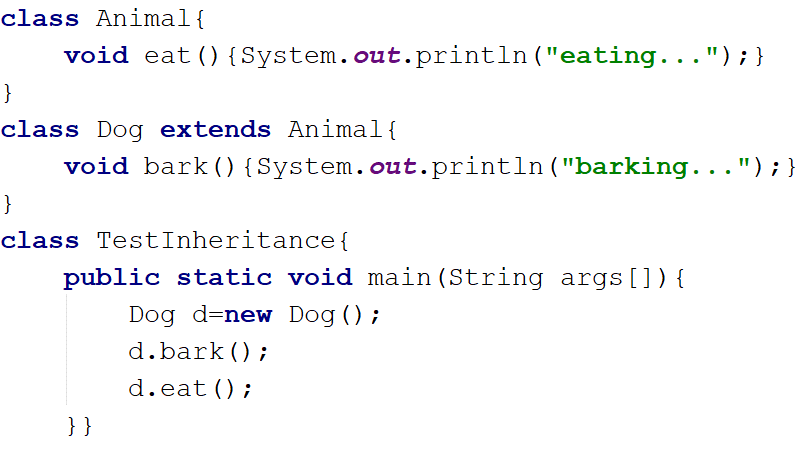 class Animal{
    void eat(){System.out.println("eating...");}
}
class Dog extends Animal{
    void bark(){System.out.println("barking...");}
}
class TestInheritance{
    public static void main(String args[]){
        Dog d=new Dog();
        d.bark();
        d.eat();
    }}